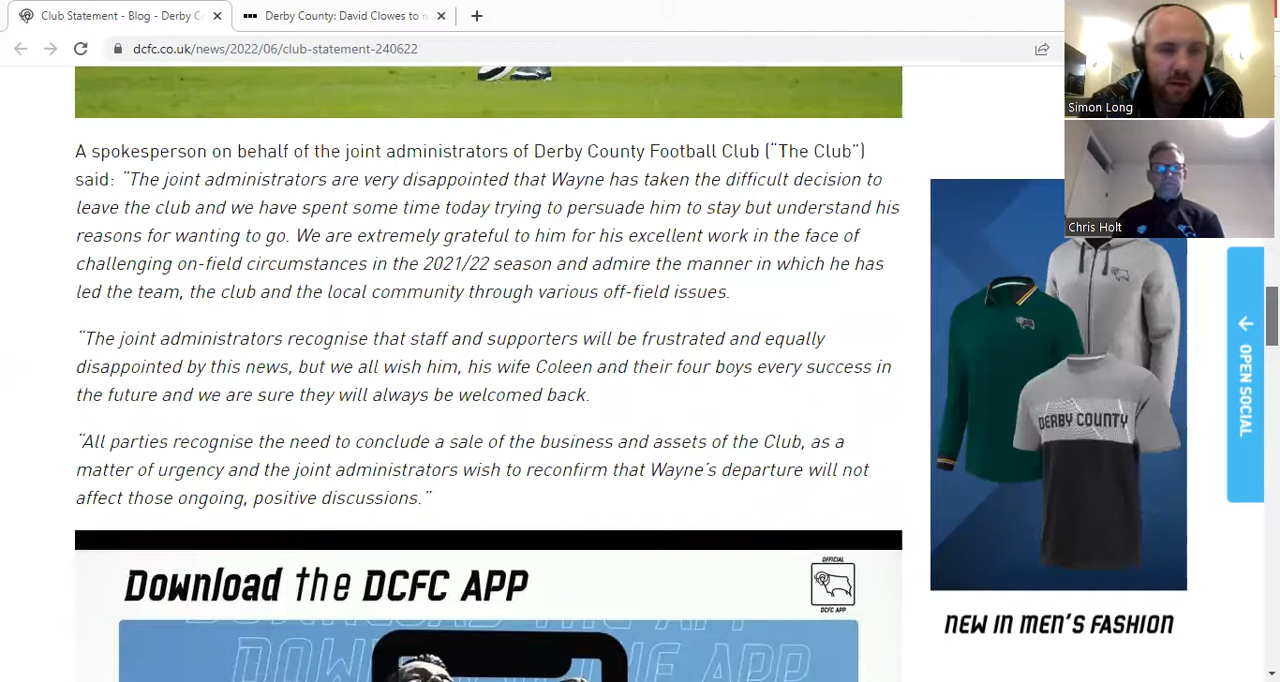 Club Statement - Blog - Derby C
Derby County: David Clowes to
dcfc.co.uk/news/2022/06/club-statement-240622
Simon Long
Chris Holt
A spokesperson on behalf of the joint administrators of Derby County Football Club (“The Club”)
said: “The joint administrators are very disappointed that Wayne has taken the difficult decision to
leave the club and we have spent some time today trying to persuade him to stay but understand his
reasons for wanting to go. We are extremely grateful to him for his excellent work in the face of
challenging on-field circumstances in the 2021/22 season and admire the manner in which he has
led the team, the club and the local community through various off-field issues.
“The joint administrators recognise that staff and supporters will be frustrated and equally
disappointed by this news, but we all wish him, his wife Coleen and their four boys every success in
the future and we are sure they will always be welcomed back.
“All parties recognise the need to conclude a sale of the business and assets of the Club, as a
matter of urgency and the joint administrators wish to reconfirm that Wayne’s departure will not
affect those ongoing, positive discussions.”
OPEN SOCIAL
DERBY COUNTY
NEW IN MEN'S FASHION
Download the DCFC APP
OFFICIAL
DCFC APP
DOWNLOAD THE APP
DOWNLOAD THE APP